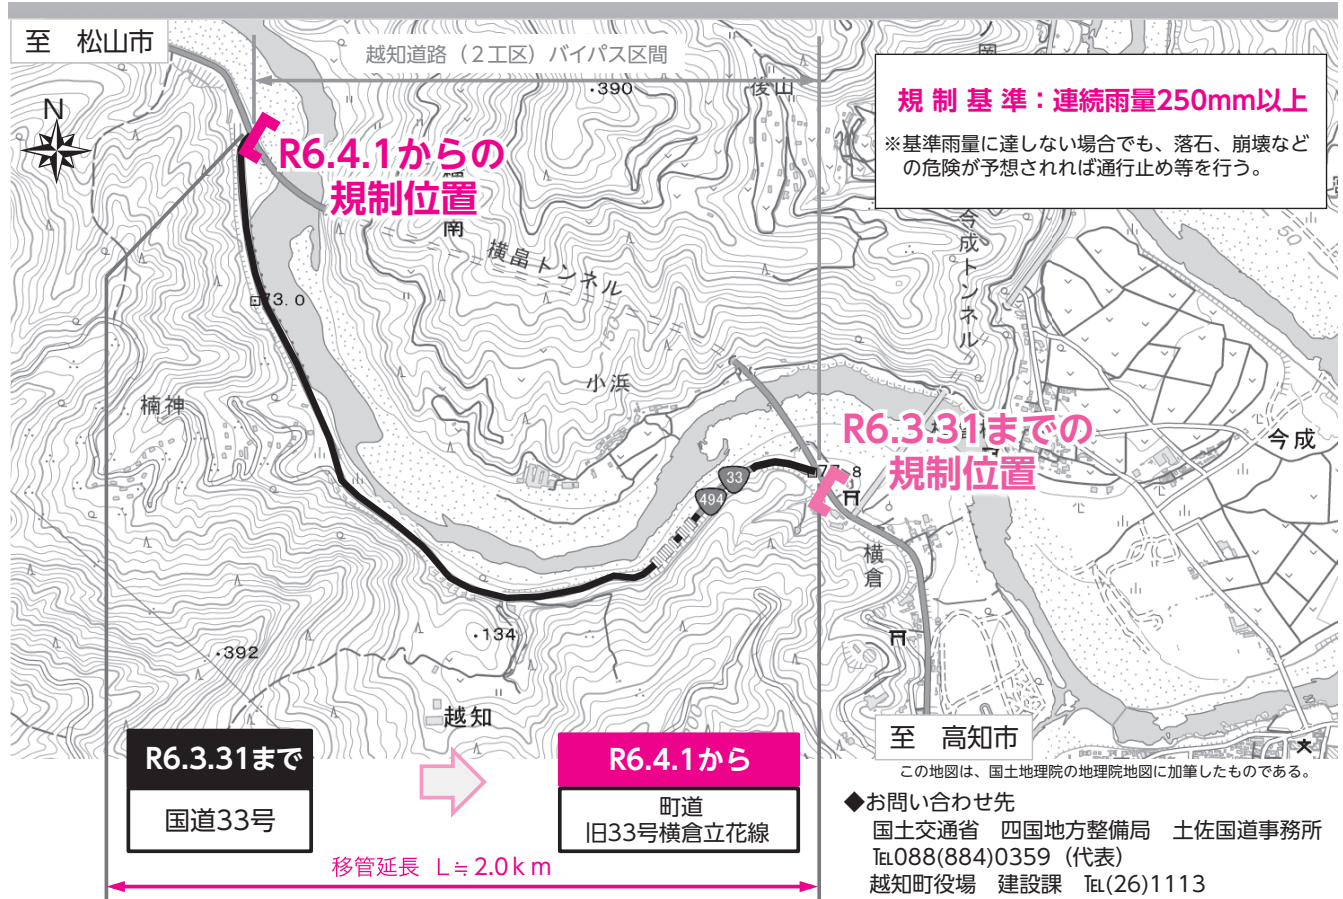 至　松山市
越知道路（２工区）バイパス区間
N
・390
後山
ノ岡
規 制 基 準：連続雨量250mm以上
※基準雨量に達しない場合でも、落石、崩壊など
の危険が予想されれば通行止め等を行う。
R6.4.1からの
規制位置
南
横畠トンネル
今成トンネル
50
150
73.0
楠神
小浜
R6.3.31までの
規制位置
今成
33
494
77.8
横倉
・134
・392
越知
至　高知市
この地図は、国土地理院の地理院地図に加筆したものである。
R6.3.31まで
国道33号
R6.4.1から
町道
旧33号横倉立花線
移管延長　L≒2.0ｋｍ
◆お問い合わせ先
国土交通省　四国地方整備局　土佐国道事務所
℡088(884)0359（代表）
越知町役場　建設課　℡(26)1113